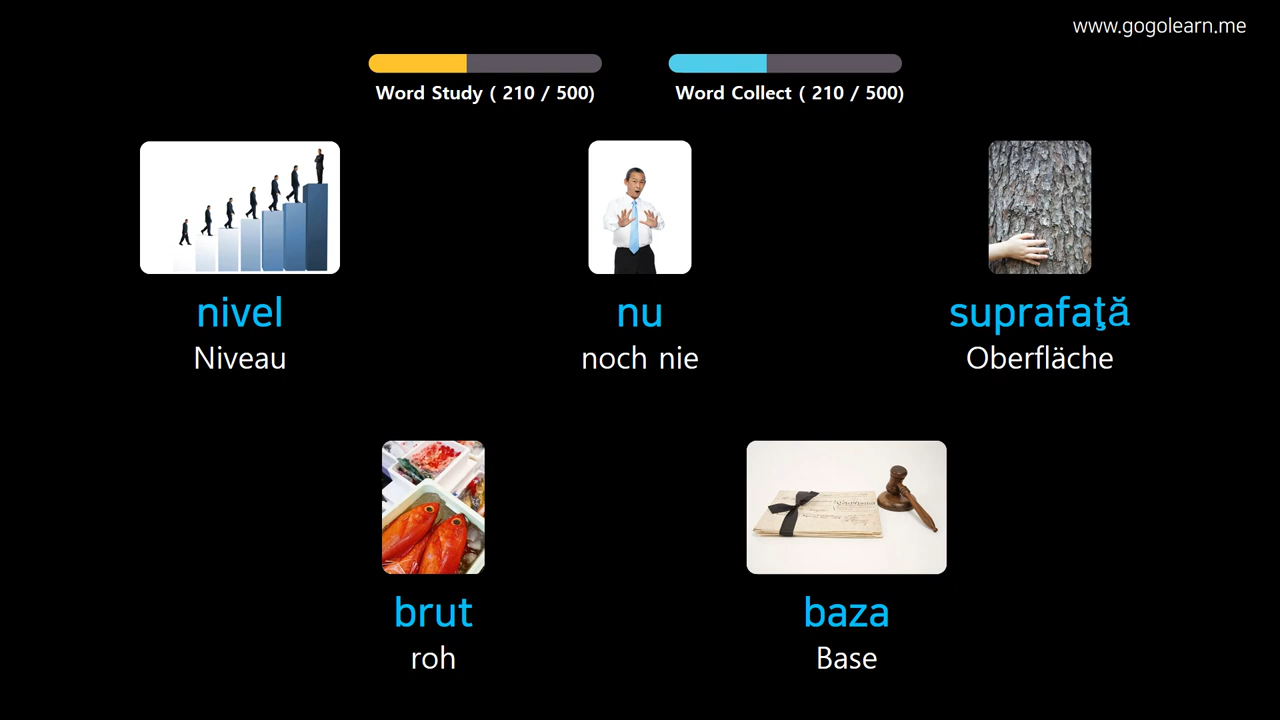 www.gogolearn.me
Word Study ( 210 / 500)
Word Collect ( 210 / 500)
nivel
Niveau
nu
noch nie
suprafaţă
Oberfläche
brut
roh
baza
Base